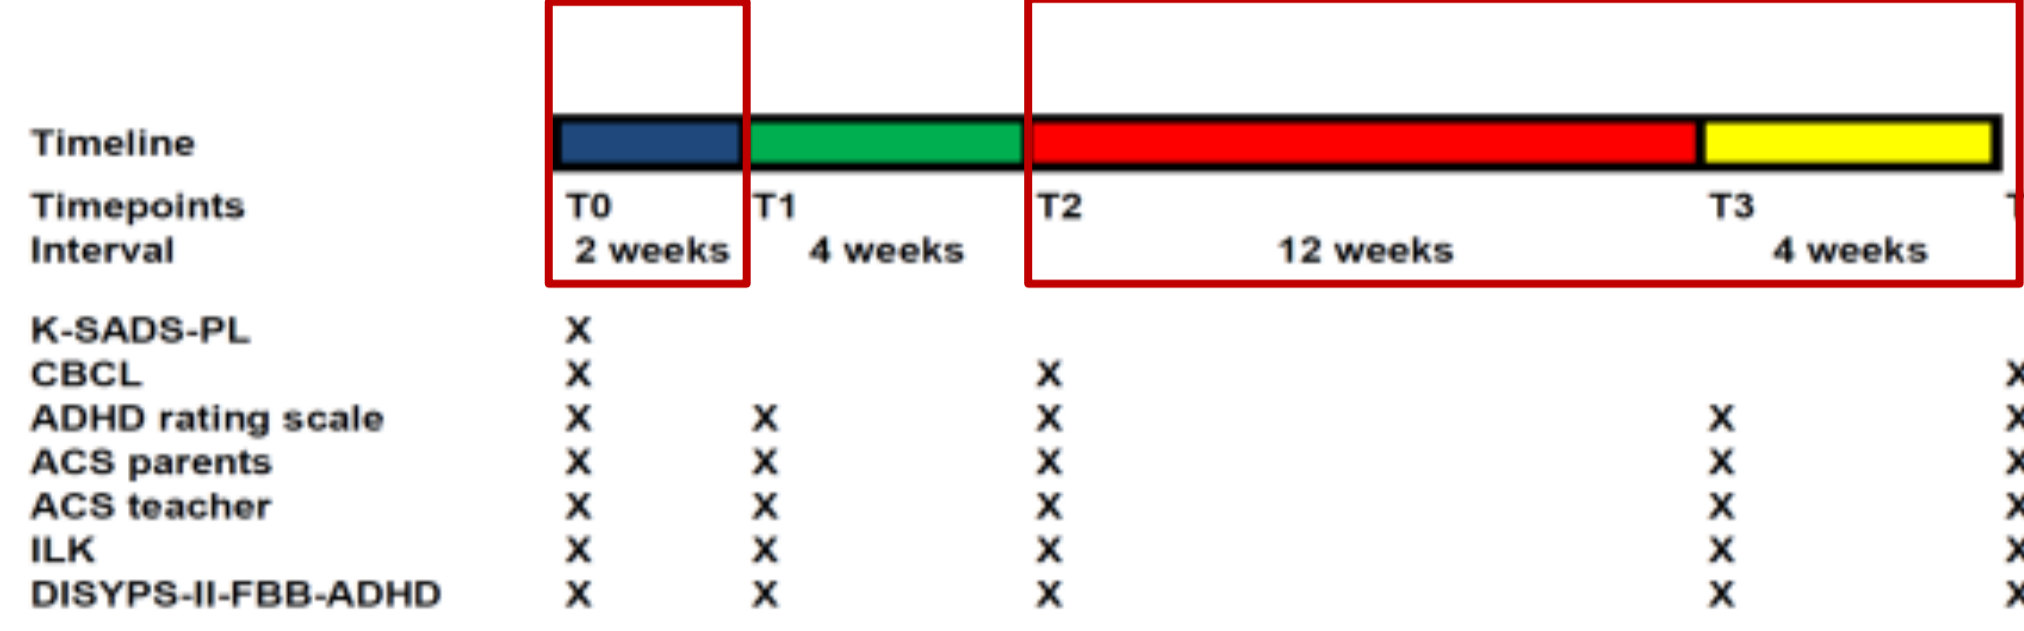 Timeline
Timepoints T0 T1 T2 T3
Interval 2 weeks 4 weeks 12 weeks 4 weeks
K-SADS-PL X
CBCL X X X
ADHD rating scale X X X X X
ACS parents X X X X X
ACS teacher X X X X X
ILK X X X X X
DISYPS-II-FBB-ADHD X X X X X